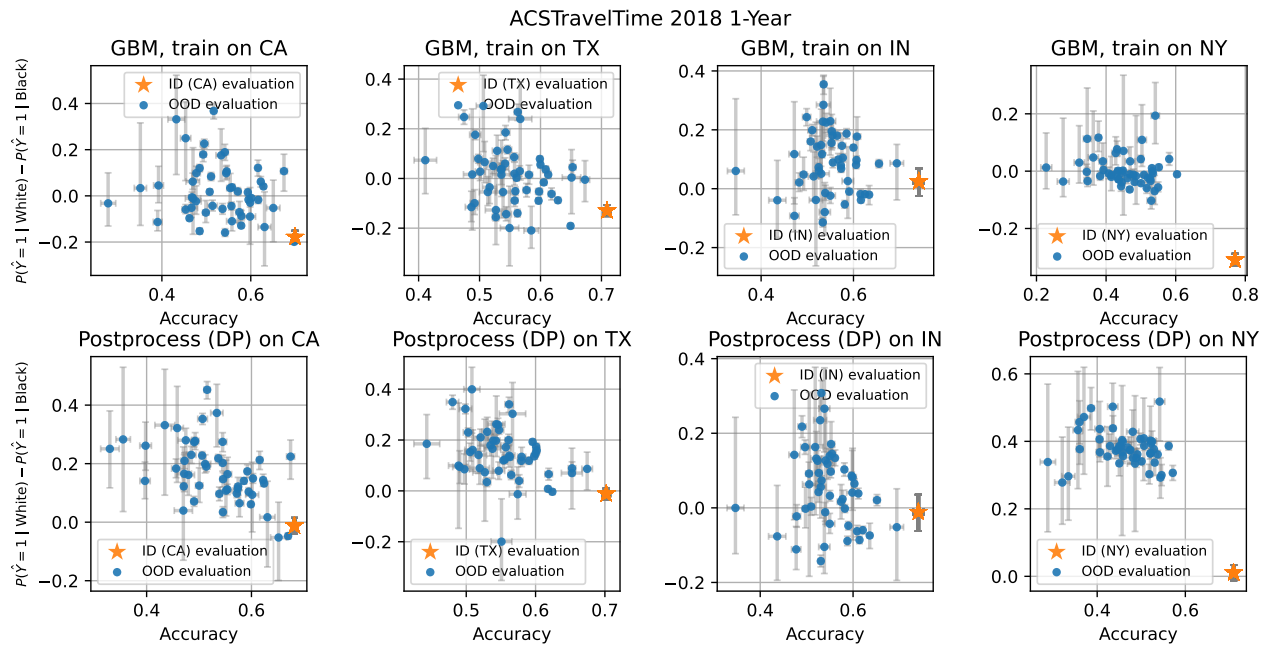 ACSTravelTime 2018 1-Year
GBM, train on CA
GBM, train on TX
GBM, train on IN
GBM, train on NY
P(Ŷ = 1 | White) − P(Ŷ = 1 | Black)
0.4
0.2
0.0
−0.2
ID (CA) evaluation
OOD evaluation
0.4
0.6
Accuracy
0.4
0.2
0.0
−0.2
ID (TX) evaluation
OOD evaluation
0.4
0.5
0.6
0.7
Accuracy
0.4
0.2
0.0
−0.2
ID (IN) evaluation
OOD evaluation
0.4
0.6
Accuracy
0.4
0.2
0.0
−0.2
ID (NY) evaluation
OOD evaluation
0.2
0.4
0.6
0.8
Accuracy
Postprocess (DP) on CA
Postprocess (DP) on TX
Postprocess (DP) on IN
Postprocess (DP) on NY
P(Ŷ = 1 | White) − P(Ŷ = 1 | Black)
0.4
0.2
0.0
−0.2
ID (CA) evaluation
OOD evaluation
0.4
0.6
Accuracy
0.4
0.2
0.0
−0.2
ID (TX) evaluation
OOD evaluation
0.5
0.6
0.7
Accuracy
0.4
0.2
0.0
−0.2
ID (IN) evaluation
OOD evaluation
0.4
0.6
Accuracy
0.6
0.4
0.2
0.0
ID (NY) evaluation
OOD evaluation
0.4
0.6
Accuracy